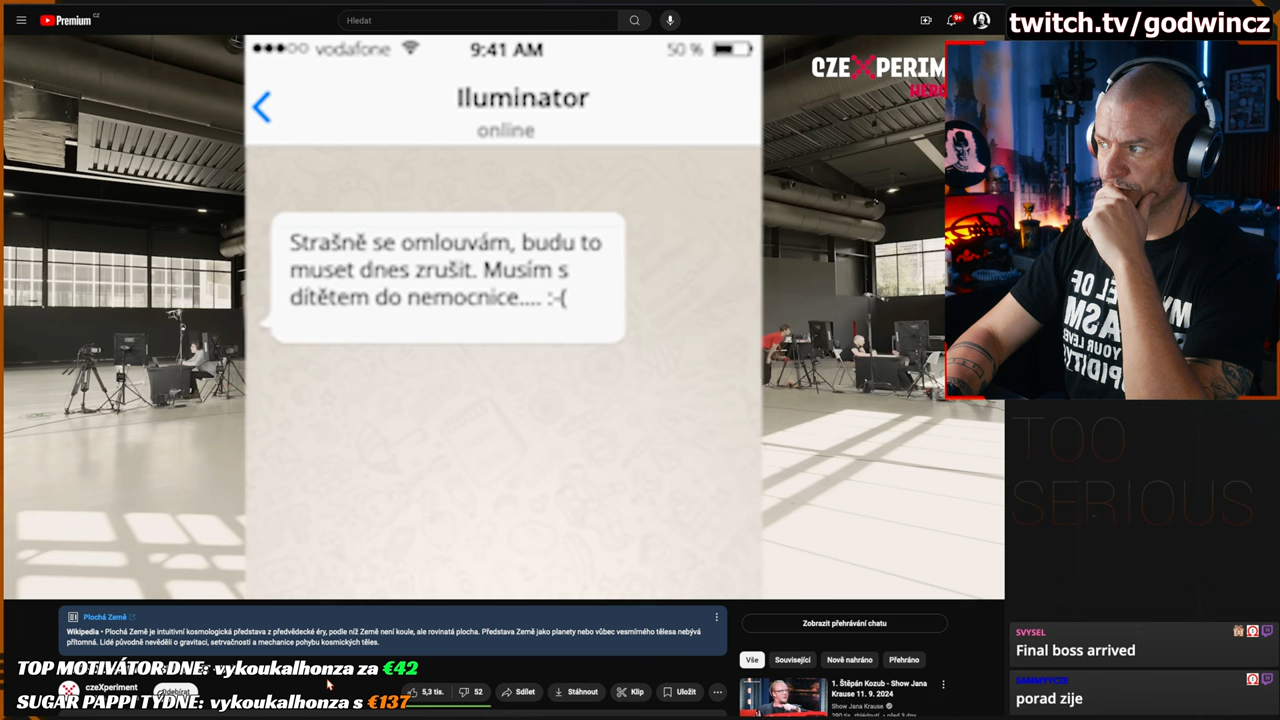 Premium CZ
Hledat
9+
twitch.tv/godwincz
vodafone
9:41 AM
50 %
CZEXPERIM
HERO
Iluminator
online
Strašně se omlouvám, budu to
muset dnes zrušit. Musím s
dítětem do nemocnice.... :-(
TOO
SERIOUS
Plochá Země
Wikipedia • Plochá Země je intuitivní kosmologická představa z předvědecké éry, podle níž Země není koule, ale rovinatá plocha. Představa Země jako planety nebo vůbec vesmírného tělesa nebývá
přítomná. Lidé původně nevěděli o gravitaci, setrvačnosti a mechanice pohybu kosmických těles.
Zobrazit přehrávání chatu
SVYSEL
Final boss arrived
Vše
Související
Nově nahráno
Přehráno
TOP MOTIVÁTOR DNE: vykoukalhonza za €42
SAMMYYCZE
porad zije
czeXperiment
Odebírat
5,3 tis.
52
Sdílet
Stáhnout
Klip
Uložit
1. Štěpán Kozub - Show Jana
Krause 11. 9. 2024
Show Jana Krause
SUGAR PAPPI TÝDNE: vykoukalhonza s €137